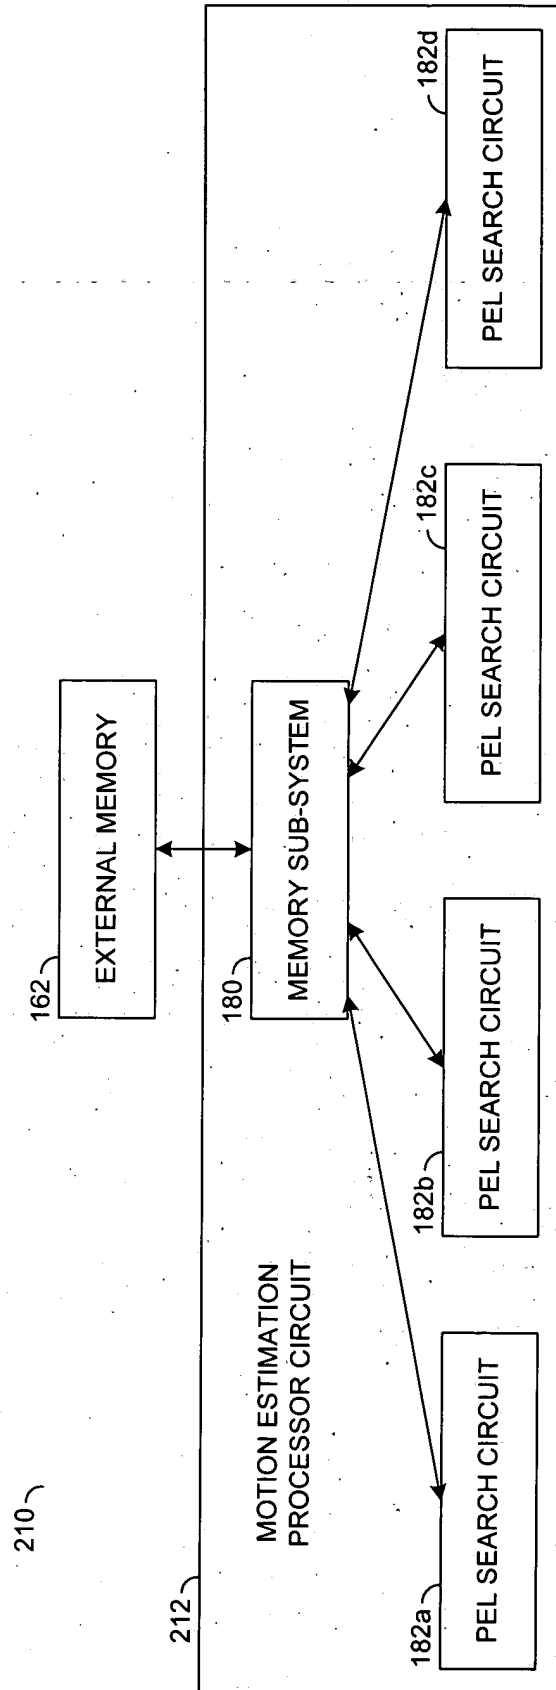 210
162
EXTERNAL MEMORY
212
180
MEMORY SUB-SYSTEM
MOTION ESTIMATION
PROCESSOR CIRCUIT
182a
PEL SEARCH CIRCUIT
182b
PEL SEARCH CIRCUIT
182c
PEL SEARCH CIRCUIT
182d
PEL SEARCH CIRCUIT